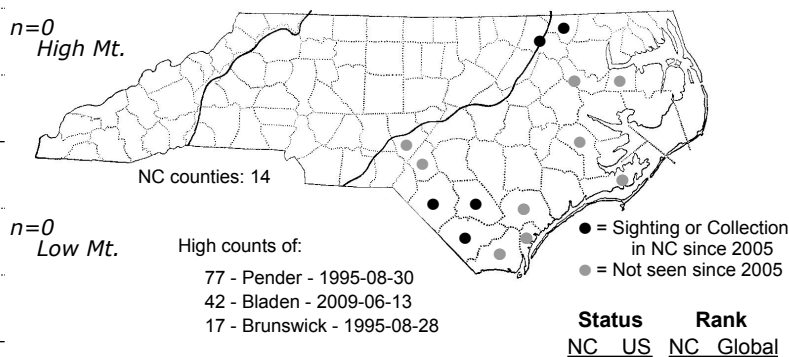 n=0
High Mt.
NC counties: 14
n=0
Low Mt.
High counts of:
77 - Pender - 1995-08-30
42 - Bladen - 2009-06-13
17 - Brunswick - 1995-08-28
= Sighting or Collection
in NC since 2005
= Not seen since 2005
Status Rank
NC US NC Global